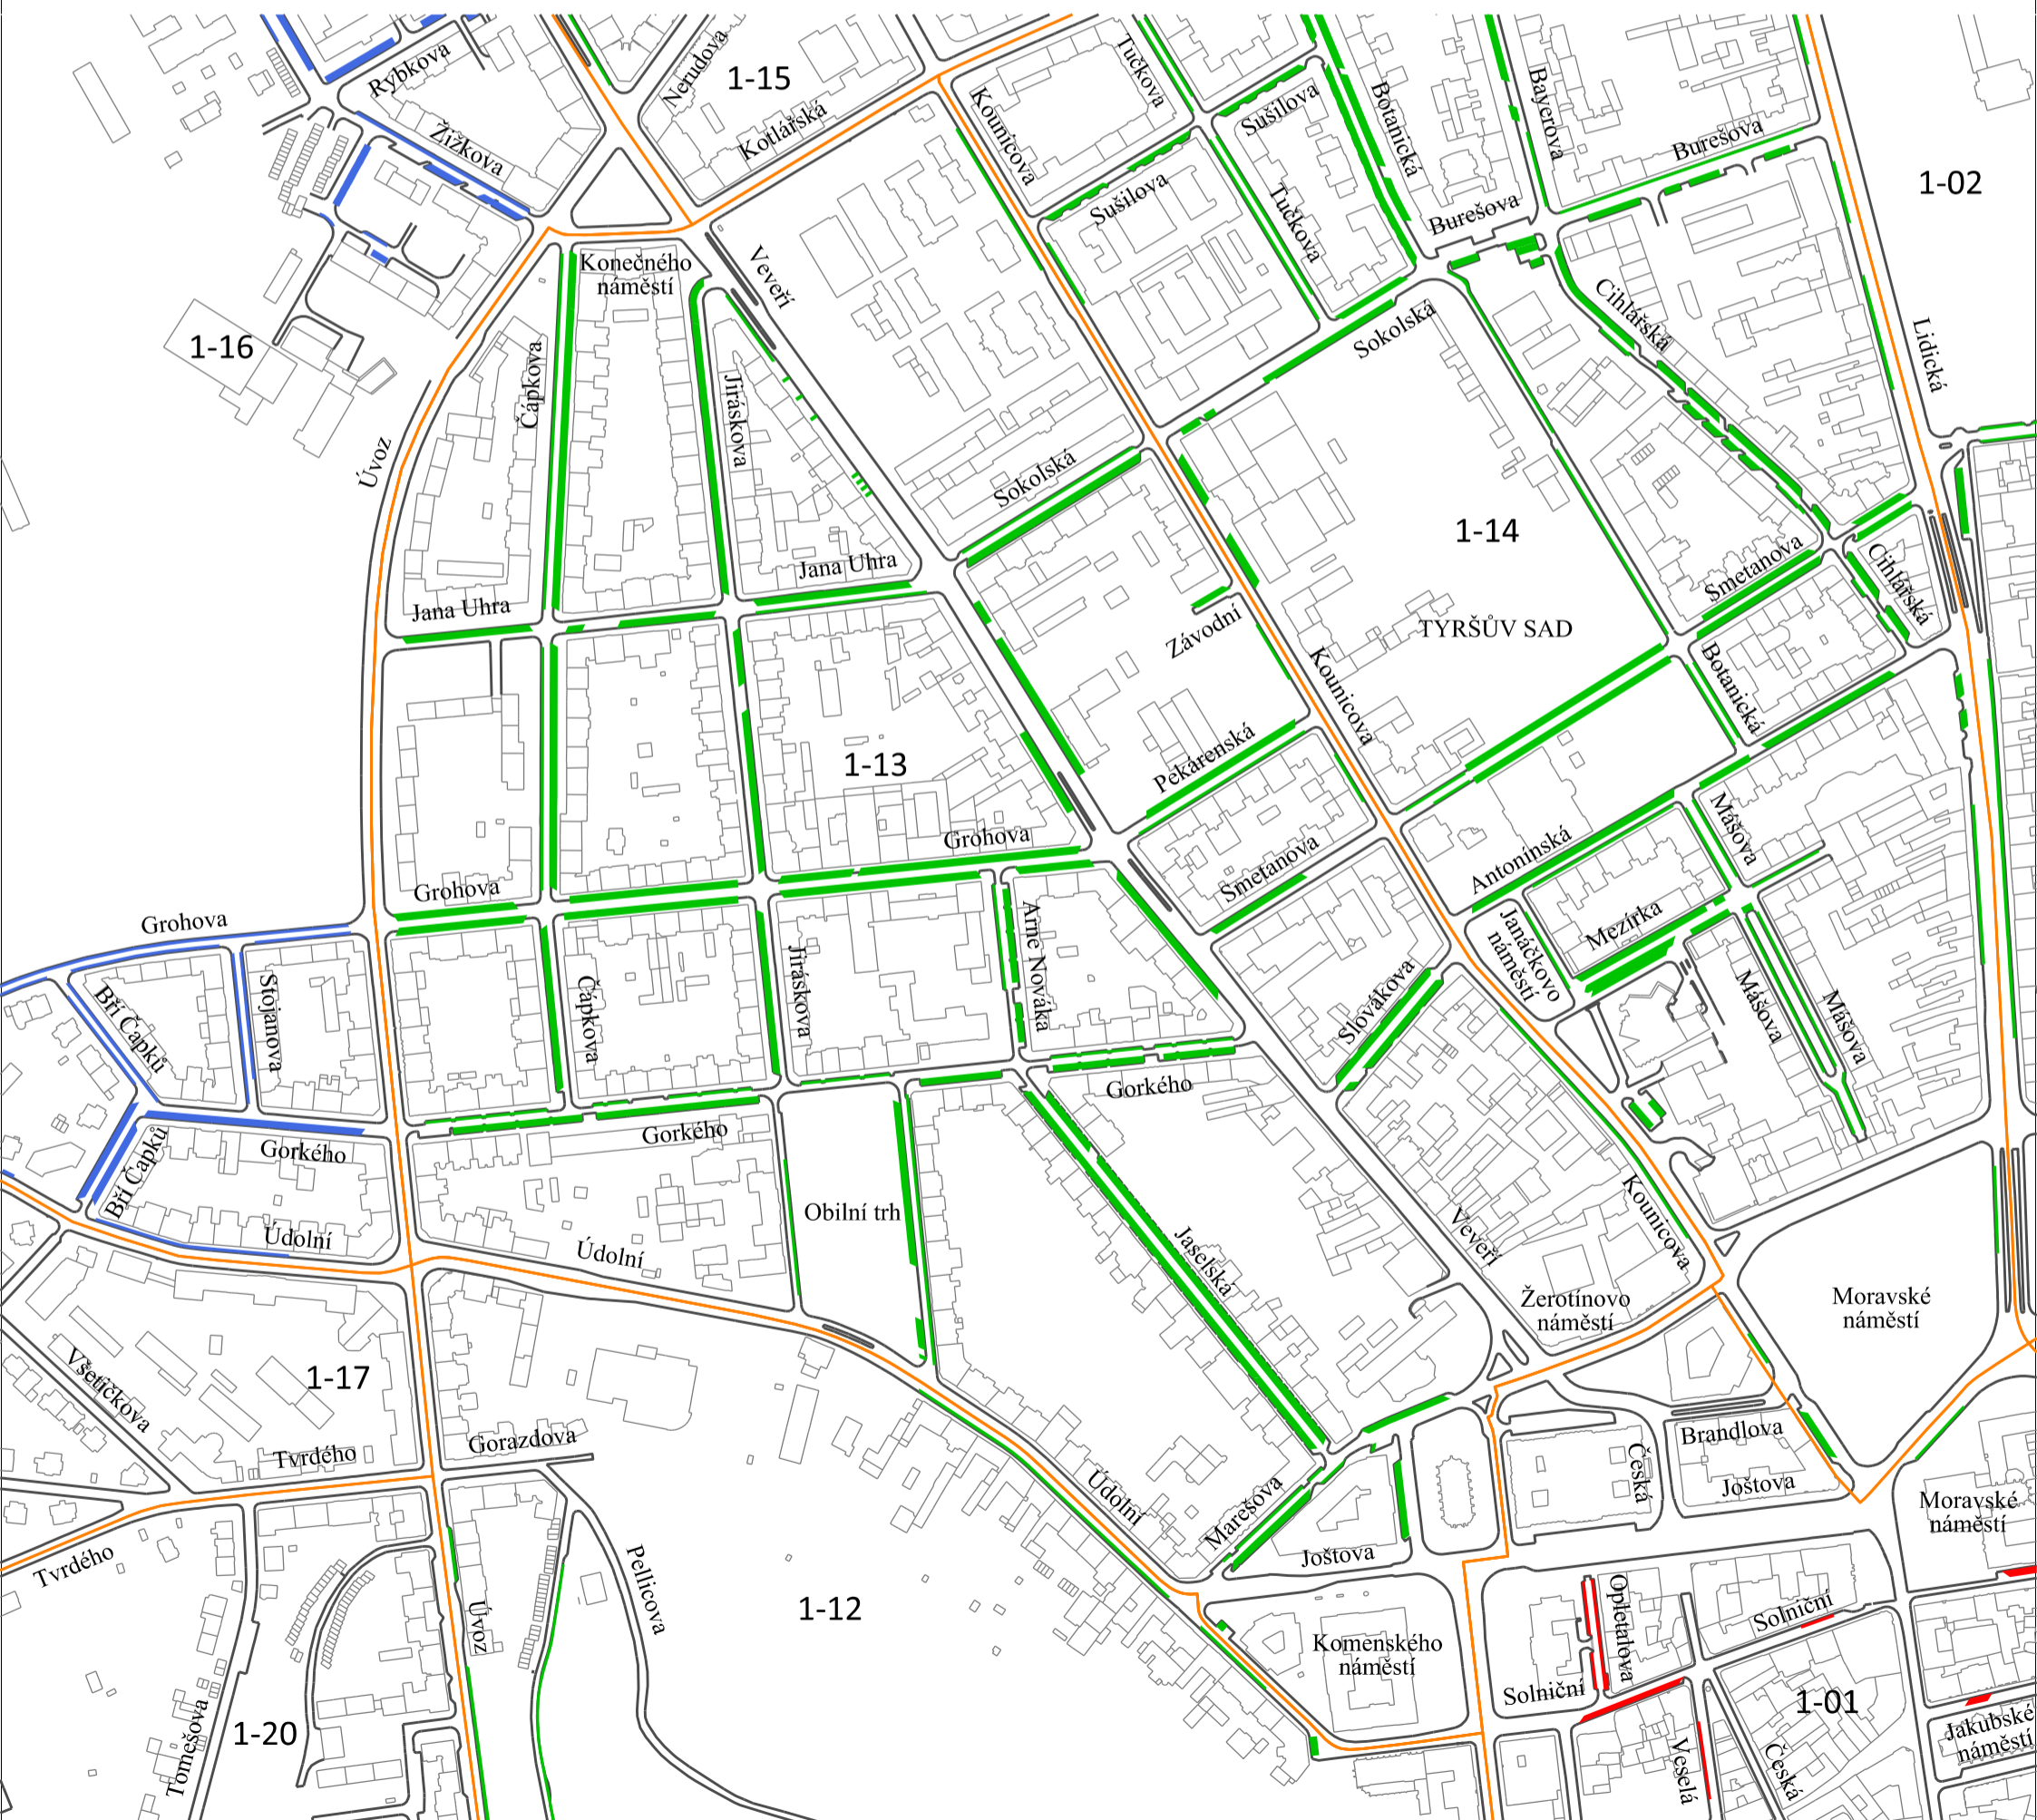 Rybkova
Nerudova
1-15
Tučkova
Kounicova
Botanická
Bayerova
Sušilova
Žižkova
Kotlářská
Burešova
1-02
Sušilova
Tučkova
Burešova
Konečného
náměstí
Veveří
Cihlářská
1-16
Čápkova
Jiráskova
Sokolská
Lidická
Úvoz
Sokolská
1-14
Jana Uhra
Smetanova
Cihlářská
Jana Uhra
Závodní
TYRŠŮV SAD
Kounicova
Botanická
1-13
Pekárenská
Mášova
Grohova
Antonínská
Smetanova
Grohova
Grohova
Arne Nováka
Janáčkovo
náměstí
Mezírka
Bří Čapků
Stojanova
Čápkova
Jiráskova
Slovákova
Mášova
Mášova
Gorkého
Gorkého
Gorkého
Bří Čapků
Kounicova
Obilní trh
Údolní
Údolní
Jaselská
Veveří
Žerotínovo
náměstí
Moravské
náměstí
Všetičkova
1-17
Tvrdého
Gorazdova
Brandlova
Česká
Joštova
Údolní
Marešova
Moravské
náměstí
Joštova
Tvrdého
Pellicova
Úvoz
1-12
Opletalova
Solniční
Komenského
náměstí
Solniční
1-01
Tomešova
1-20
Veselá
Česká
Jakubské
náměstí